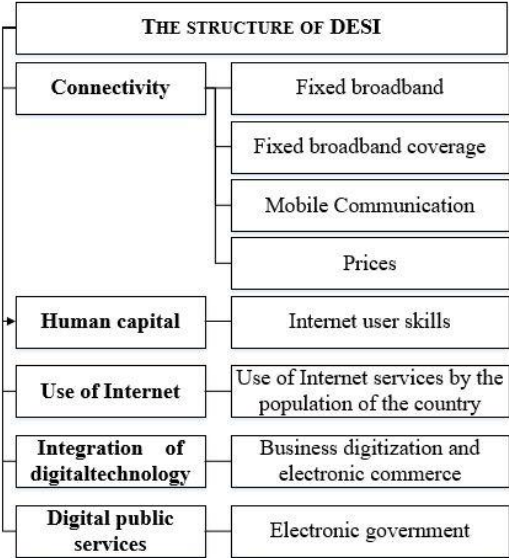 THE STRUCTURE OF DESI
Connectivity
Fixed broadband
Fixed broadband coverage
Mobile Communication
Prices
Human capital
Internet user skills
Use of Internet
Use of Internet services by the
population of the country
Integration of
digitaltechnology
Business digitization and
electronic commerce
Digital public
services
Electronic government